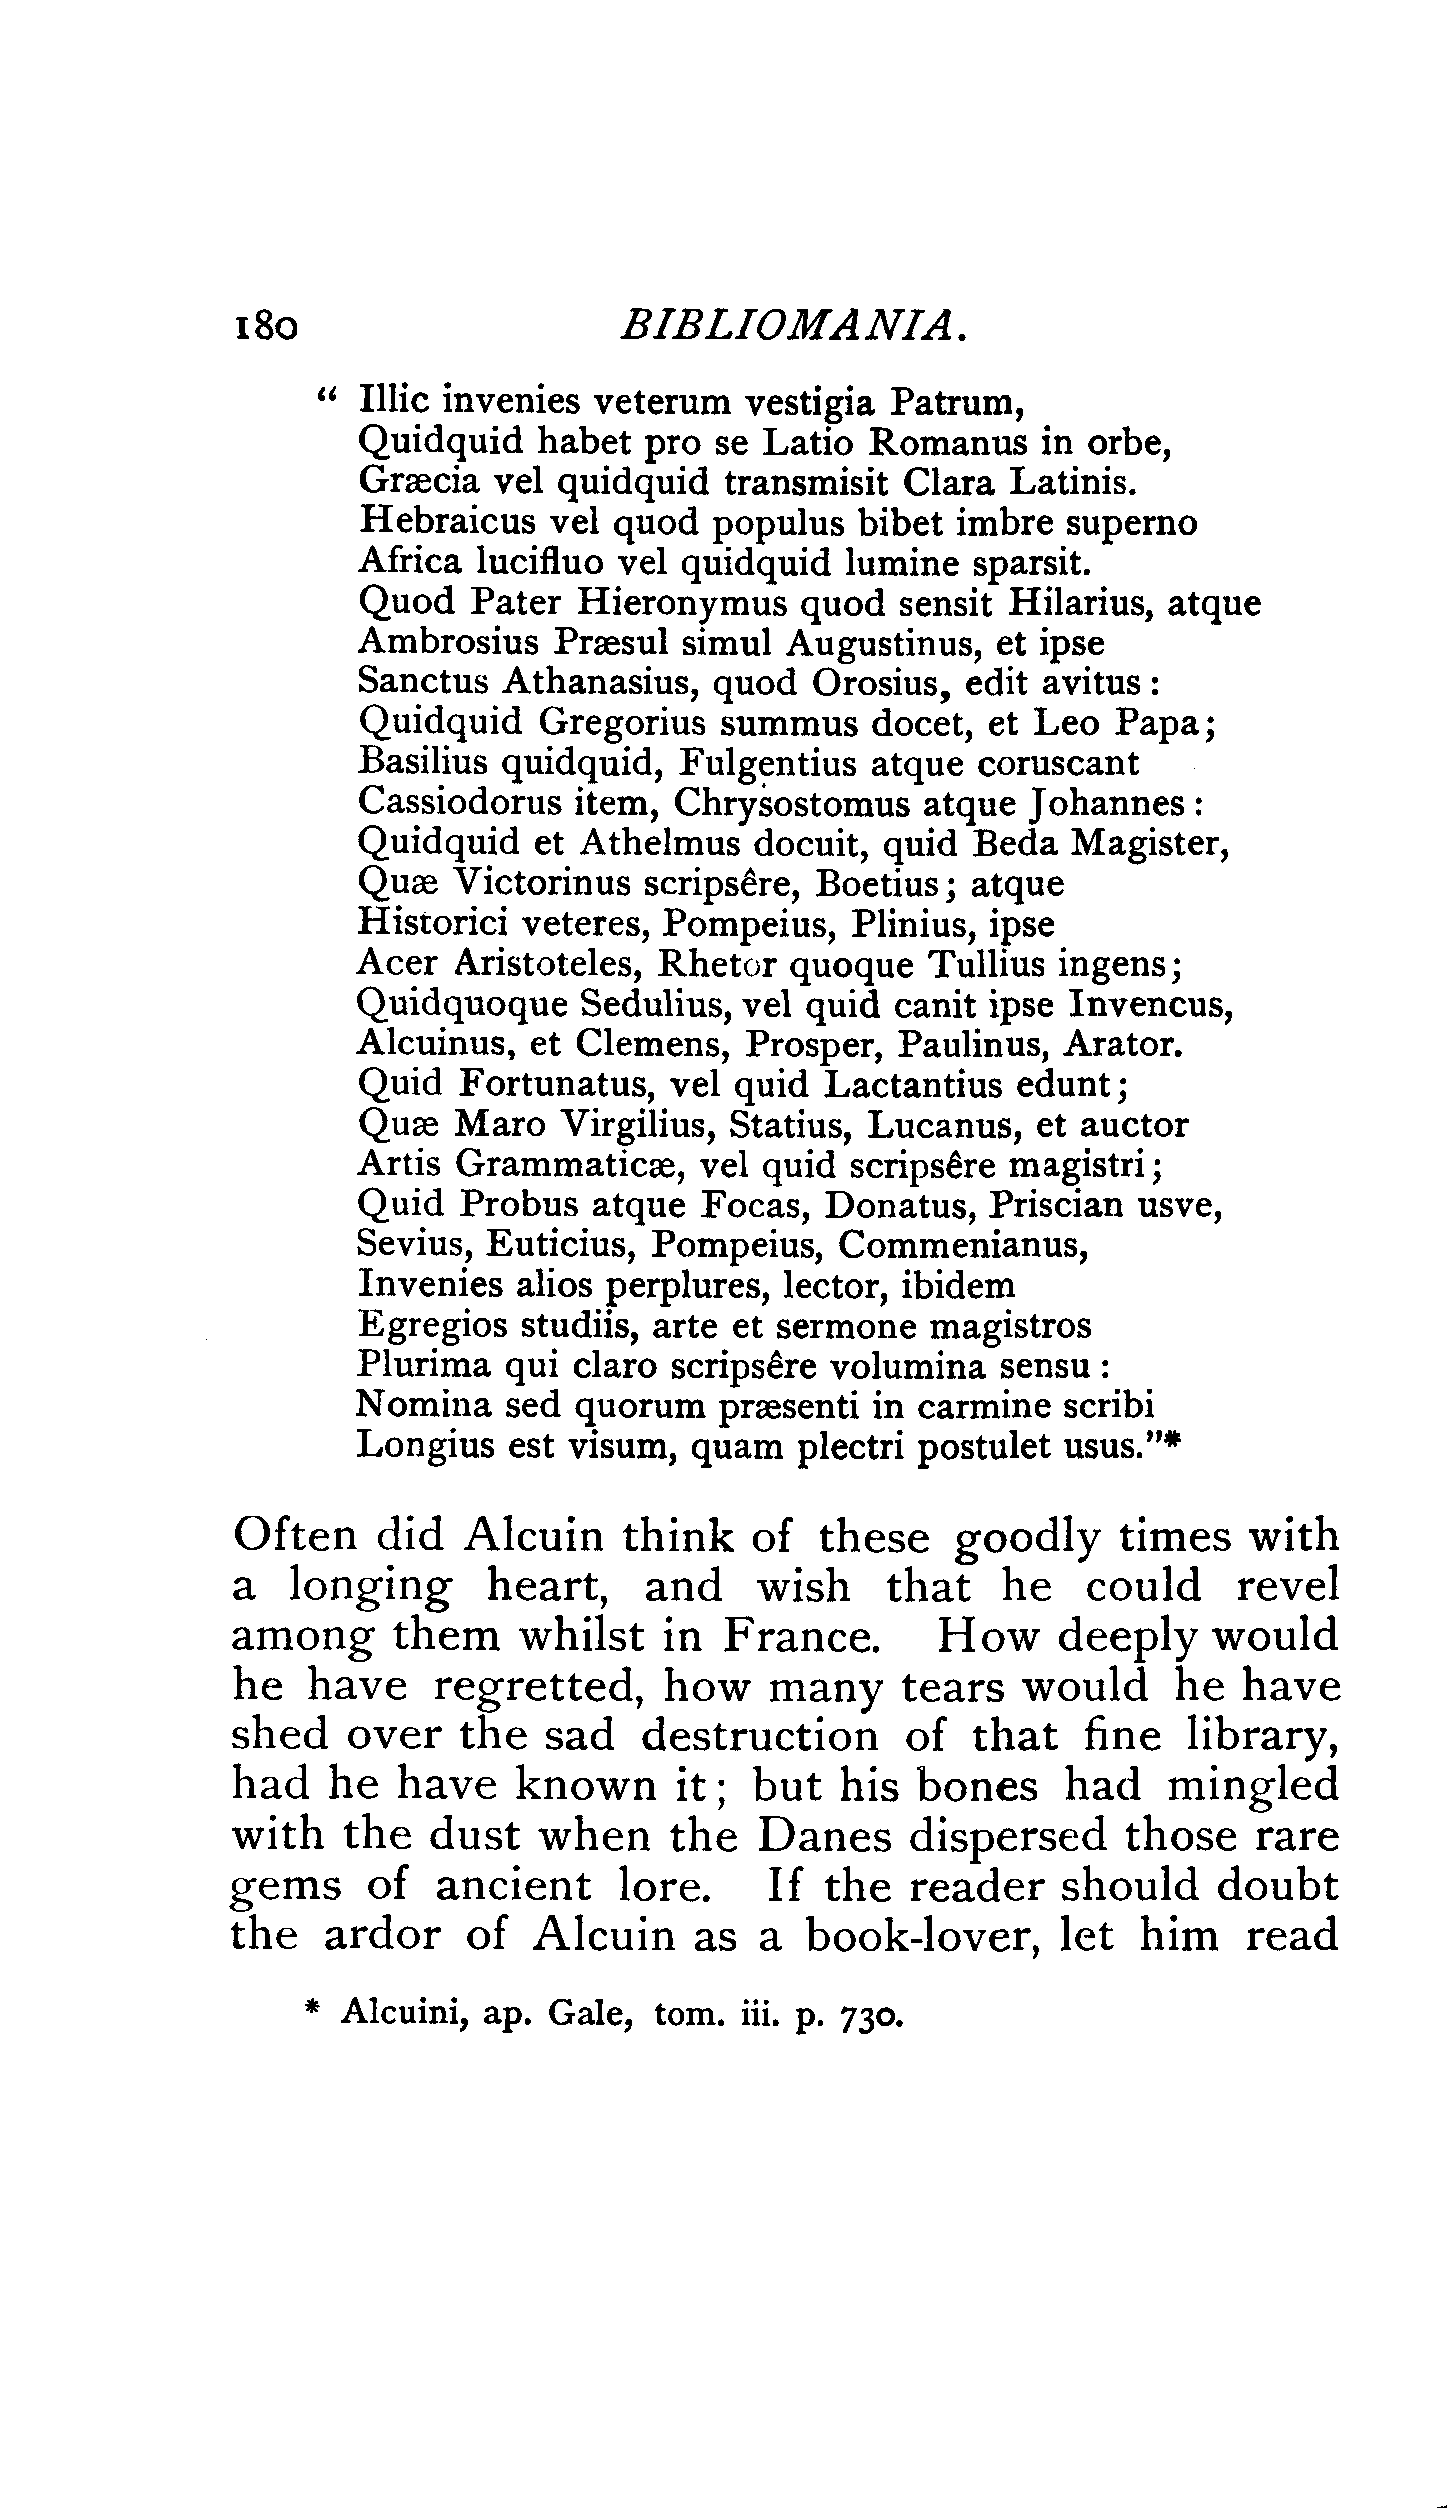 180 BIBLIOMANIA.
“ Illic invenies veterum vestigia Patrum,
Quidquid habet pro se Latio Romanus in orbe,
Græcia vel quidquid transmisit Clara Latinis.
Hebraicus vel quod populus bibet imbre superno
Africa lucifluo vel quidquid lumine sparsit.
Quod Pater Hieronymus quod sensit Hilarius, atque
Ambrosius Præsul simul Augustinus, et ipse
Sanctus Athanasius, quod Orosius, edit avitus :
Quidquid Gregorius summus docet, et Leo Papa;
Basilius quidquid, Fulgentius atque coruscant
Cassiodorus item, Chrysostomus atque Johannes :
Quidquid et Athelmus docuit, quid Beda Magister,
Quæ Victorinus scripsêre, Boetius; atque
Historici veteres, Pompeius, Plinius, ipse
Acer Aristoteles, Rhetor quoque Tullius ingens;
Quidquoque Sedulius, vel quid canit ipse Invencus,
Alcuinus, et Clemens, Prosper, Paulinus, Arator.
Quid Fortunatus, vel quid Lactantius edunt;
Quæ Maro Virgilius, Statius, Lucanus, et auctor
Artis Grammaticæ, vel quid scripsêre magistri;
Quid Probus atque Focas, Donatus, Priscian usve,
Sevius, Euticius, Pompeius, Commenianus,
Invenies alios perplures, lector, ibidem
Egregios studiis, arte et sermone magistros
Plurima qui claro scripsêre volumina sensu :
Nomina sed quorum præsenti in carmine scribi
Longius est visum, quam plectri postulet usus.”*
Often did Alcuin think of these goodly times with
a longing heart, and wish that he could revel
among them whilst in France. How deeply would
he have regretted, how many tears would he have
shed over the sad destruction of that fine library,
had he have known it; but his bones had mingled
with the dust when the Danes dispersed those rare
gems of ancient lore. If the reader should doubt
the ardor of Alcuin as a book-lover, let him read
* Alcuini, ap. Gale, tom. iii. p. 730.